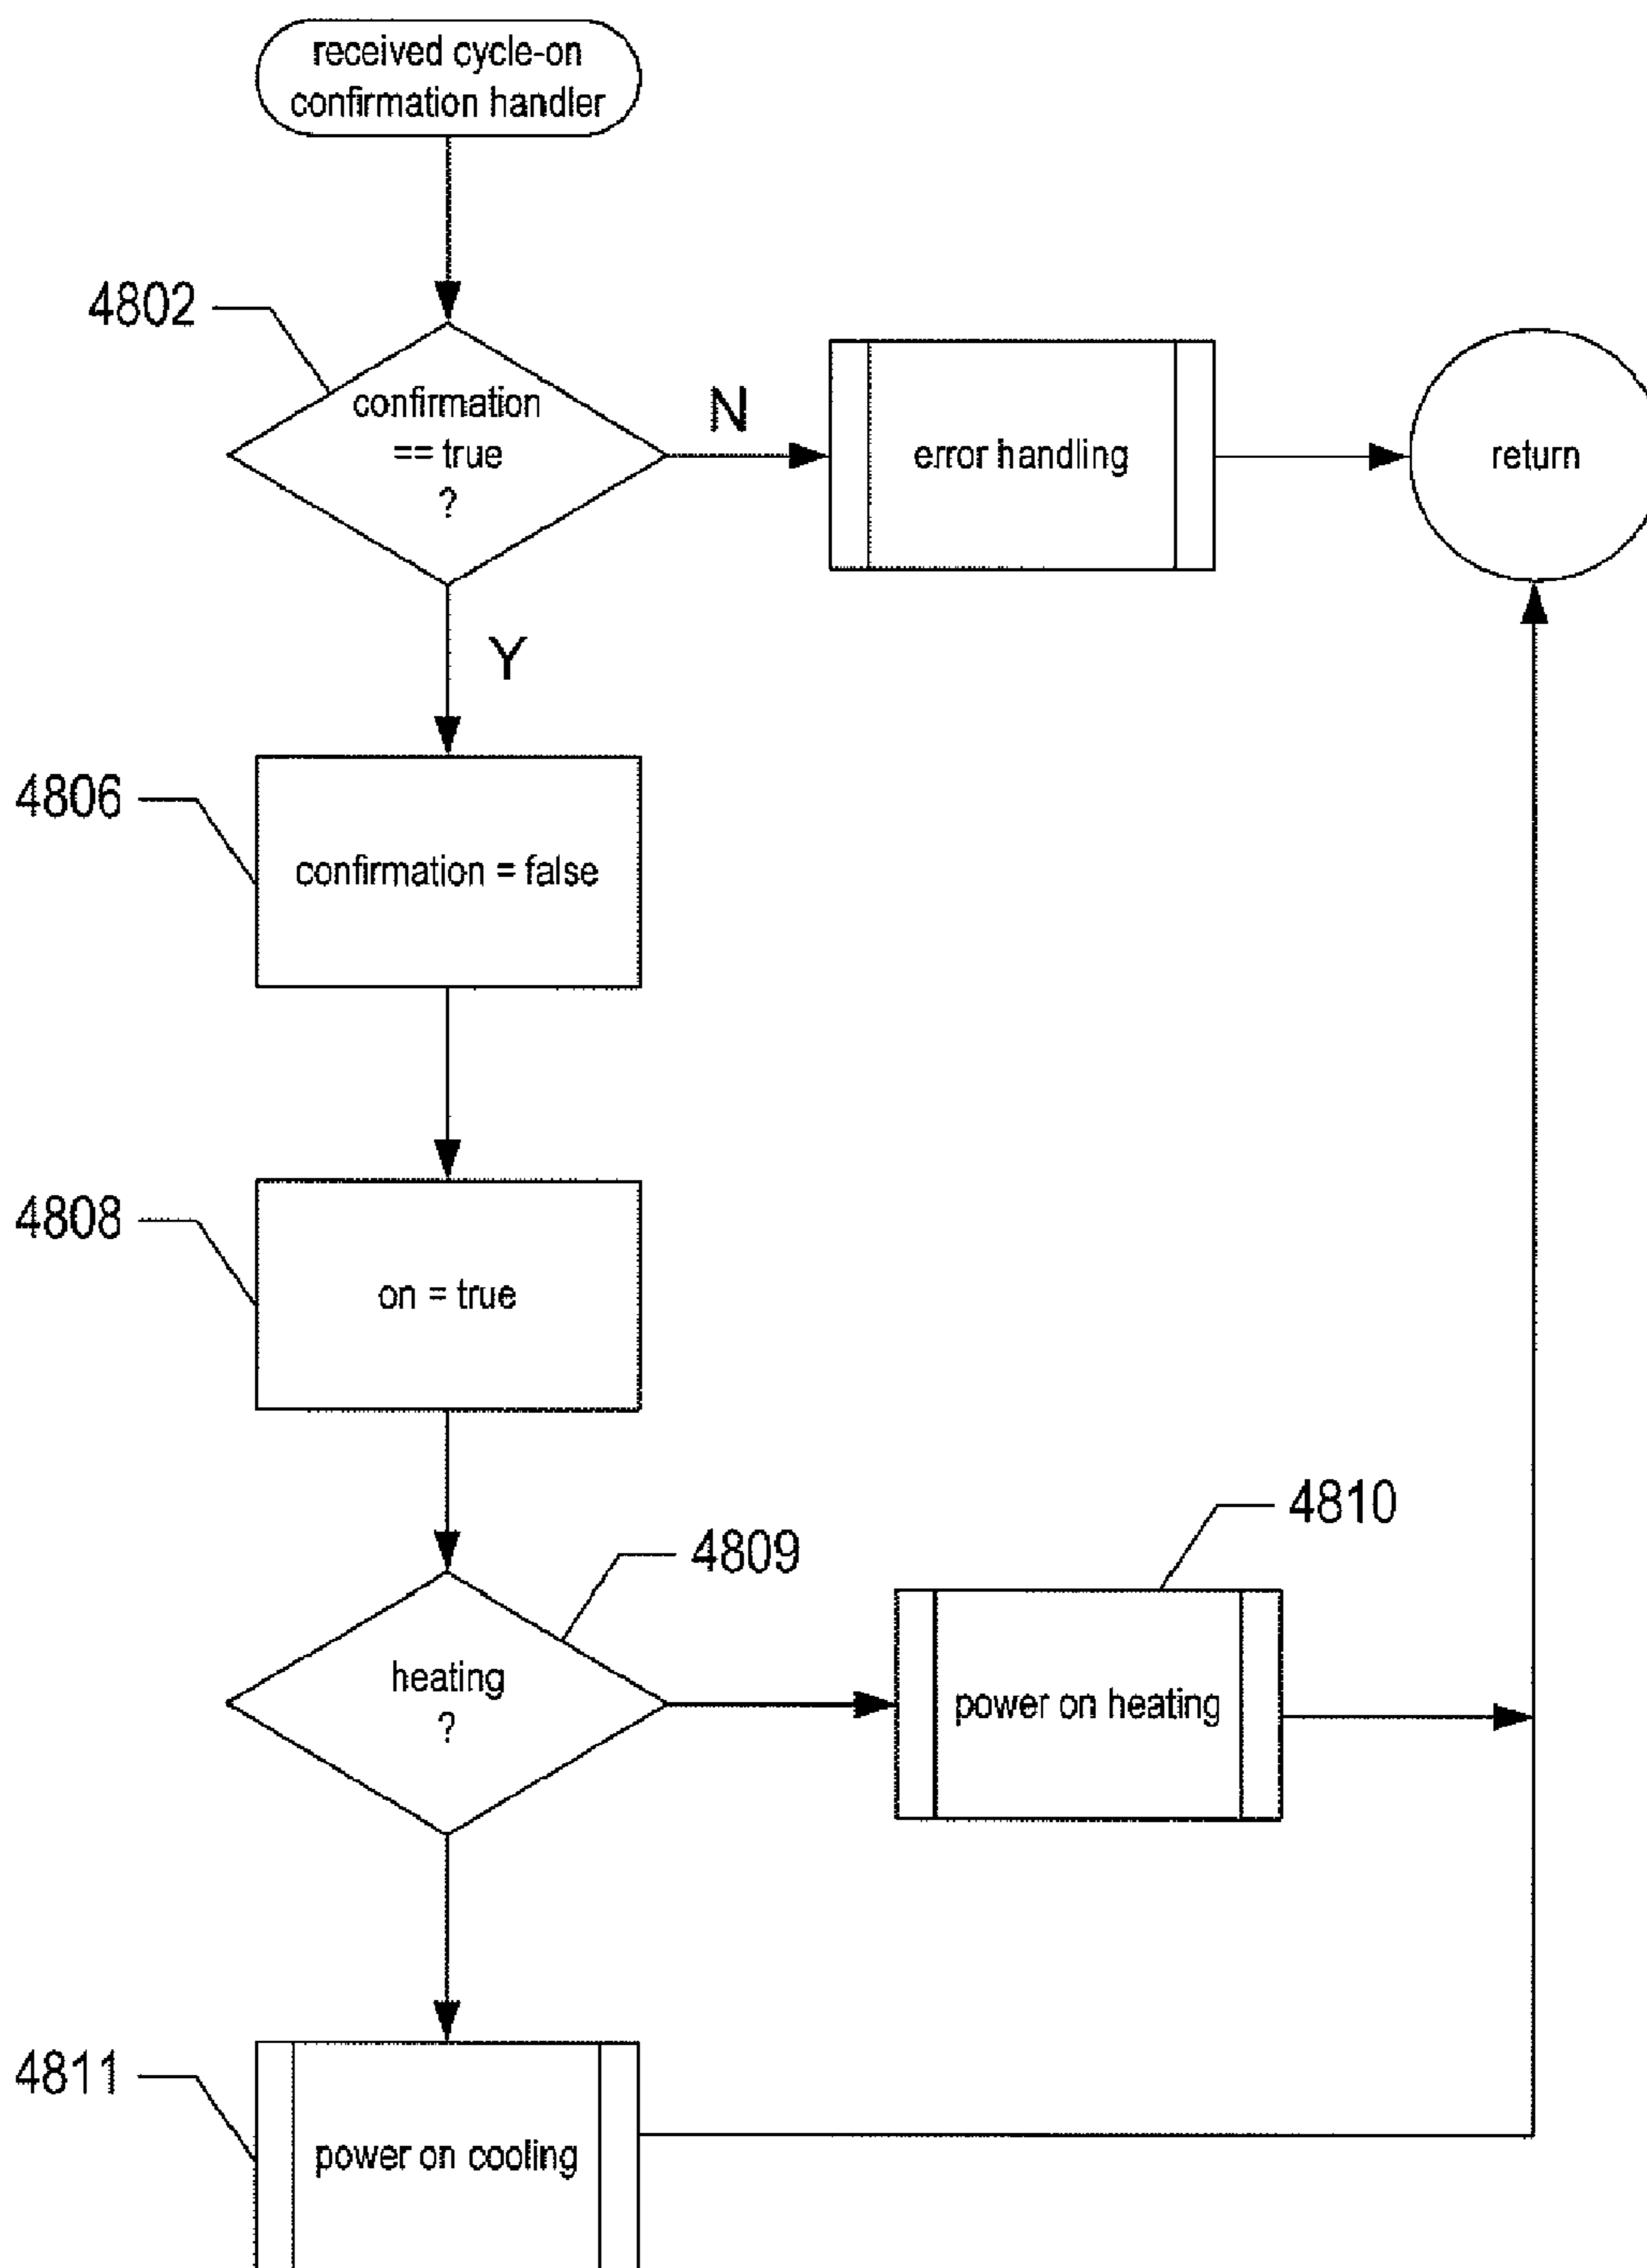 received cycle-on
confirmation handler
4802
confirmation
== true
?
N
error handling
return
Y
4806
confirmation = false
4808
on = true
4809
4810
heating
?
power on heating
4811
power on cooling